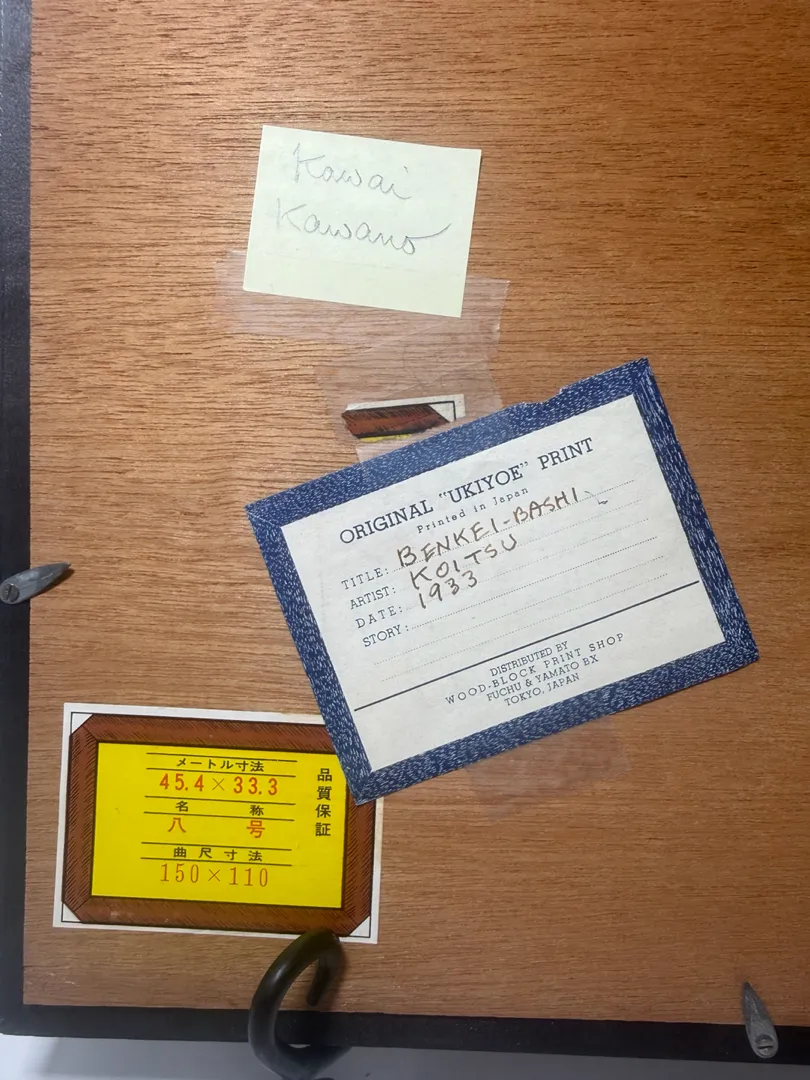 Kawai
Kawano
ORIGINAL "UKIYOE" PRINT
Printed in Japan
TITLE: BENKEI-BASHI
ARTIST: KOITSU
DATE: 1933
STORY:
DISTRIBUTED BY
WOOD-BLOCK PRINT SHOP
FUCHU & YAMATO BX
TOKYO, JAPAN
品質保証
メートル寸法
45.4×33.3
名称
八号
曲尺寸法
150×110